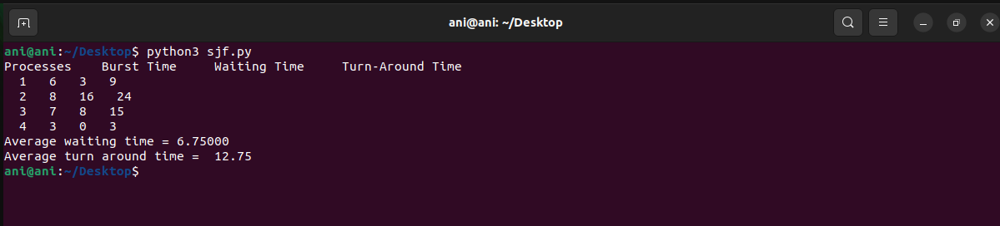 ani@ani: ~/Desktop
ani@ani:~/Desktop$ python3 sjf.py
Processes    Burst Time     Waiting Time     Turn-Around Time
  1   6   3   9
  2   8   16   24
  3   7   8   15
  4   3   0   3
Average waiting time = 6.75000
Average turn around time =  12.75
ani@ani:~/Desktop$